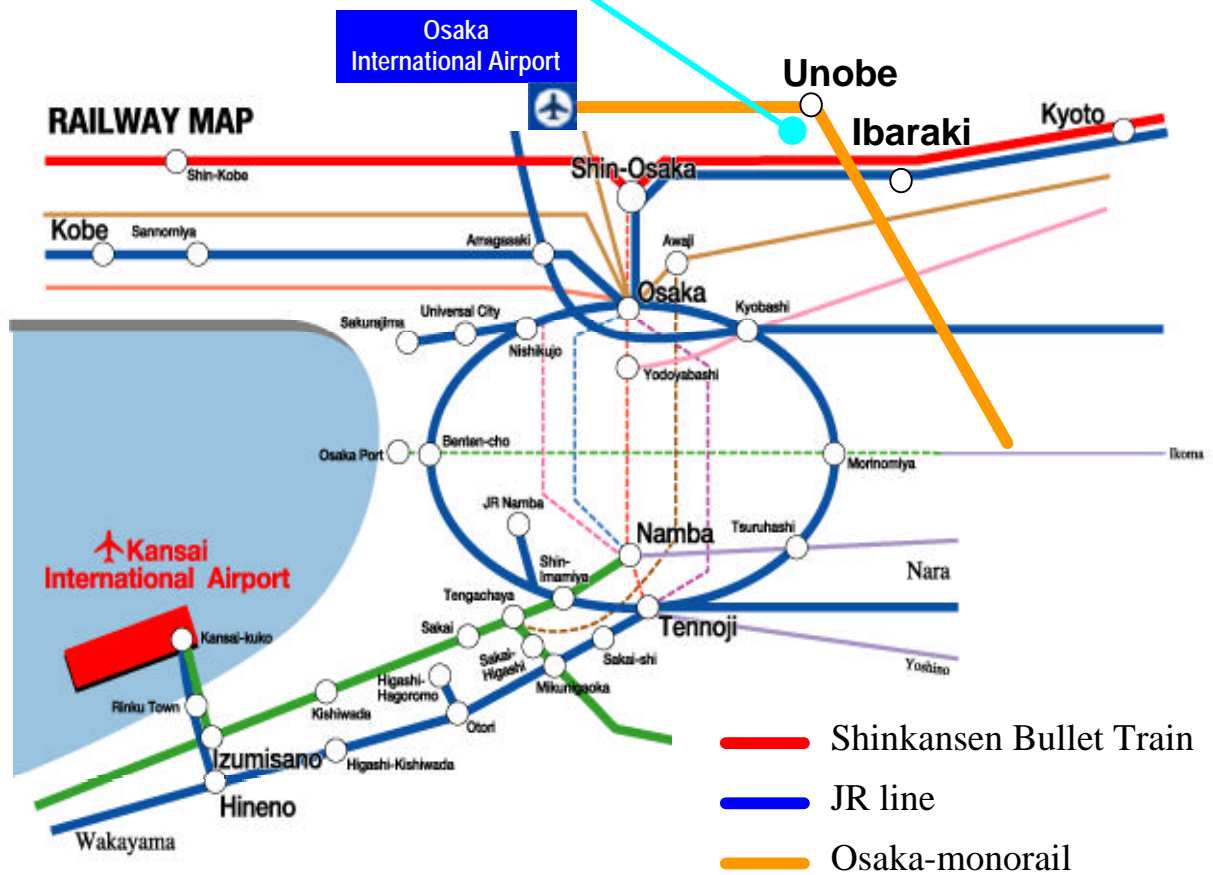 Osaka
International Airport
Unobe
RAILWAY MAP
Ibaraki
Kyoto
Shin-Kobe
Shin-Osaka
Kobe
Sannomiya
Amagasaki
Awaji
Osaka
Universal City
Kyobashi
Sakurajima
Nishikujo
Yodoyabashi
Osaka Port
Benten-cho
Morinomiya
Ikoma
JR Namba
Namba
Tsuruhashi
Kansai
International Airport
Shin-
Imamiya
Nara
Tengachaya
Tennoji
Kansai-kuko
Sakai
Sakai-
Higashi
Sakai-shi
Yoshino
Higashi-
Hagoromo
Mikunigaoka
Rinku Town
Kishiwada
Otori
Izumisano
Higashi-Kishiwada
Hineno
Wakayama
Shinkansen Bullet Train
JR line
Osaka-monorail